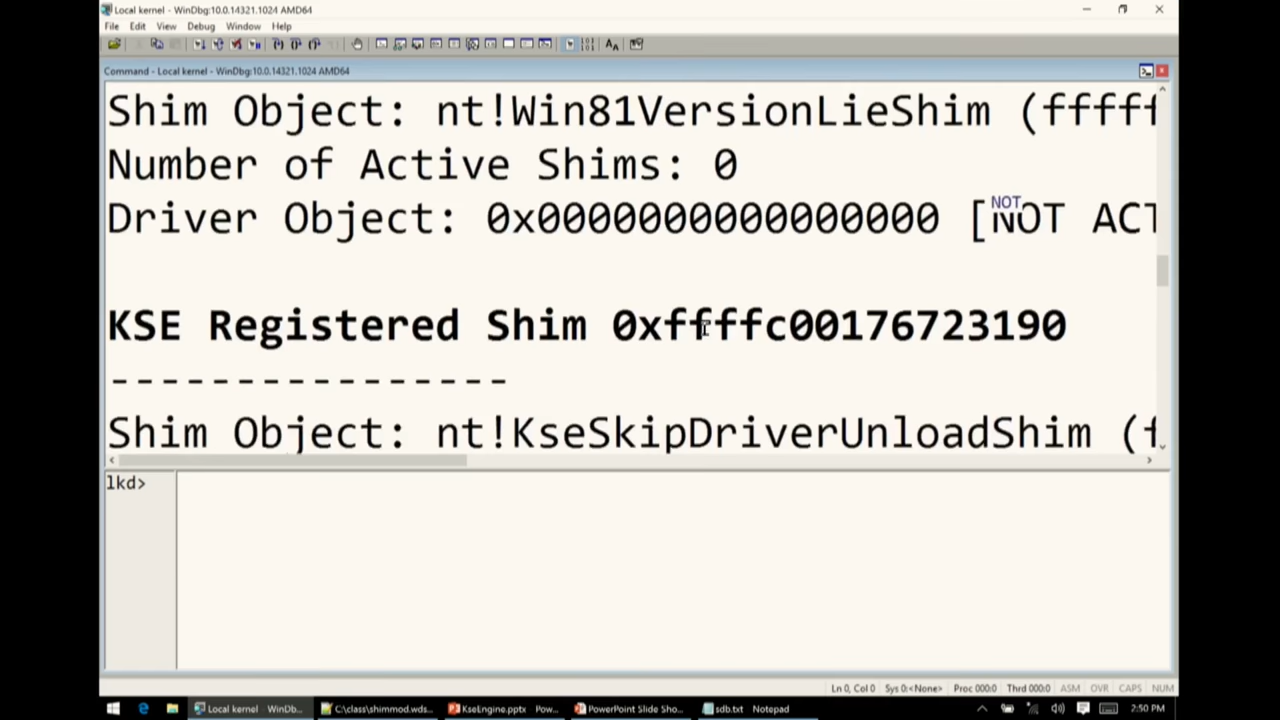 Local kernel - WinDbg:10.0.14321.1024 AMD64
File Edit View Debug Window Help
Command - Local kernel - WinDbg:10.0.14321.1024 AMD64
Shim Object: nt!Win81VersionLieShim (fffff
Number of Active Shims: 0
Driver Object: 0x0000000000000000 [NOT ACT
NOT
KSE Registered Shim 0xffffc00176723190
----------------
Shim Object: nt!KseSkipDriverUnloadShim (f
lkd>
Ln 0, Col 0 Sys 0:<None> Proc 000:0 Thrd 000:0 ASM OVR CAPS NUM
Local kernel WinDb... C:\class\shimmod.wds... KseEngine.pptx Pow... PowerPoint Slide Sho... sdb.txt Notepad 2:50 PM